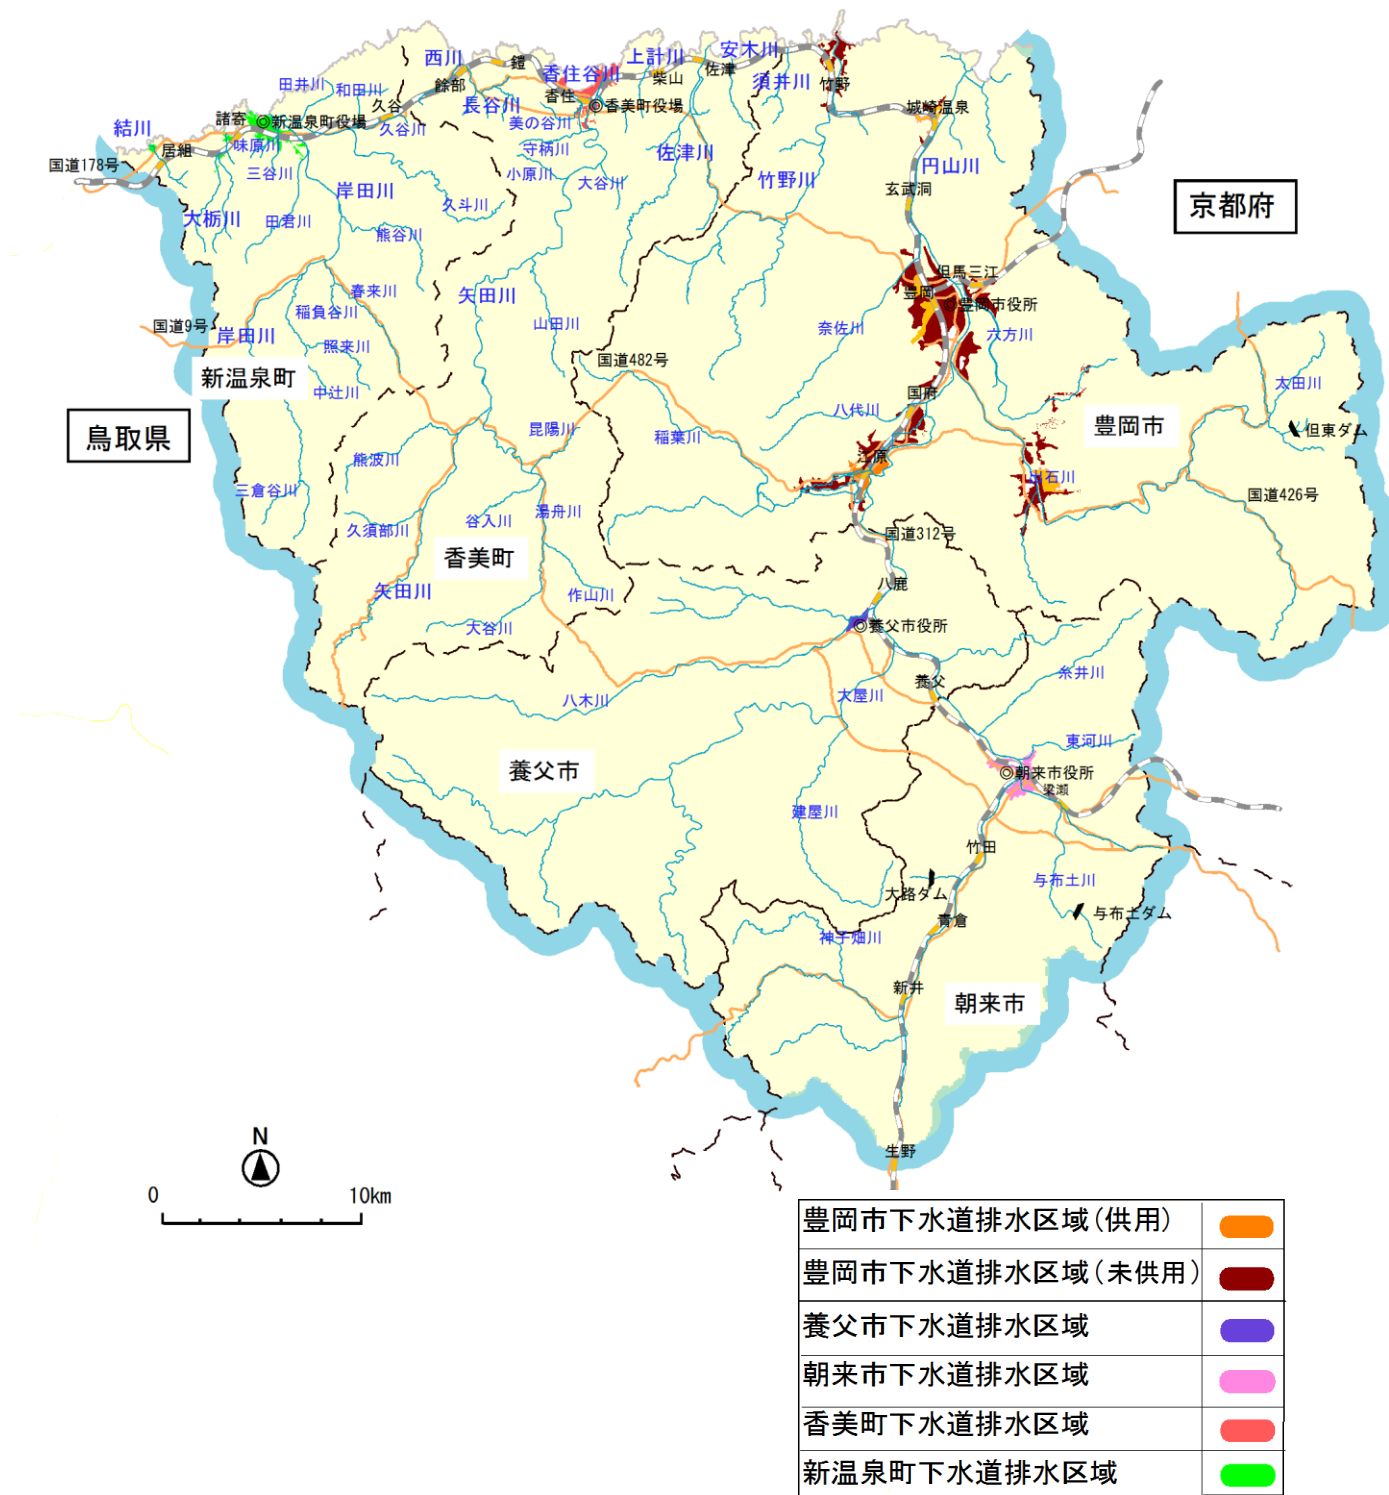 西川
鎧
上計川
安木川
田井川
和田川
久谷
餘部
香住谷川
柴山
佐津
須井川
竹野
香住
◎香美町役場
長谷川
城崎温泉
結川
諸寄
◎新温泉町役場
久谷川
美の谷川
味原川
守柄川
佐津川
国道178号
居組
三谷川
小原川
大谷川
竹野川
円山川
岸田川
玄武洞
京都府
久斗川
大栃川
田君川
熊谷川
但馬三江
春来川
矢田川
豊岡
◎豊岡市役所
稲負谷川
山田川
国道9号
岸田川
奈佐川
六方川
照来川
国道482号
新温泉町
中辻川
国府
太田川
鳥取県
昆陽川
稲葉川
八代川
豊岡市
但東ダム
熊波川
江原
出石川
三倉谷川
国道426号
湯舟川
久須部川
谷入川
国道312号
香美町
八鹿
矢田川
作山川
大谷川
◎養父市役所
糸井川
養父
八木川
大屋川
東河川
養父市
◎朝来市役所
梁瀬
建屋川
竹田
大路ダム
与布土川
青倉
与布土ダム
神子畑川
新井
朝来市
生野
N
0
10km
豊岡市下水道排水区域(供用)
豊岡市下水道排水区域(未供用)
養父市下水道排水区域
朝来市下水道排水区域
香美町下水道排水区域
新温泉町下水道排水区域